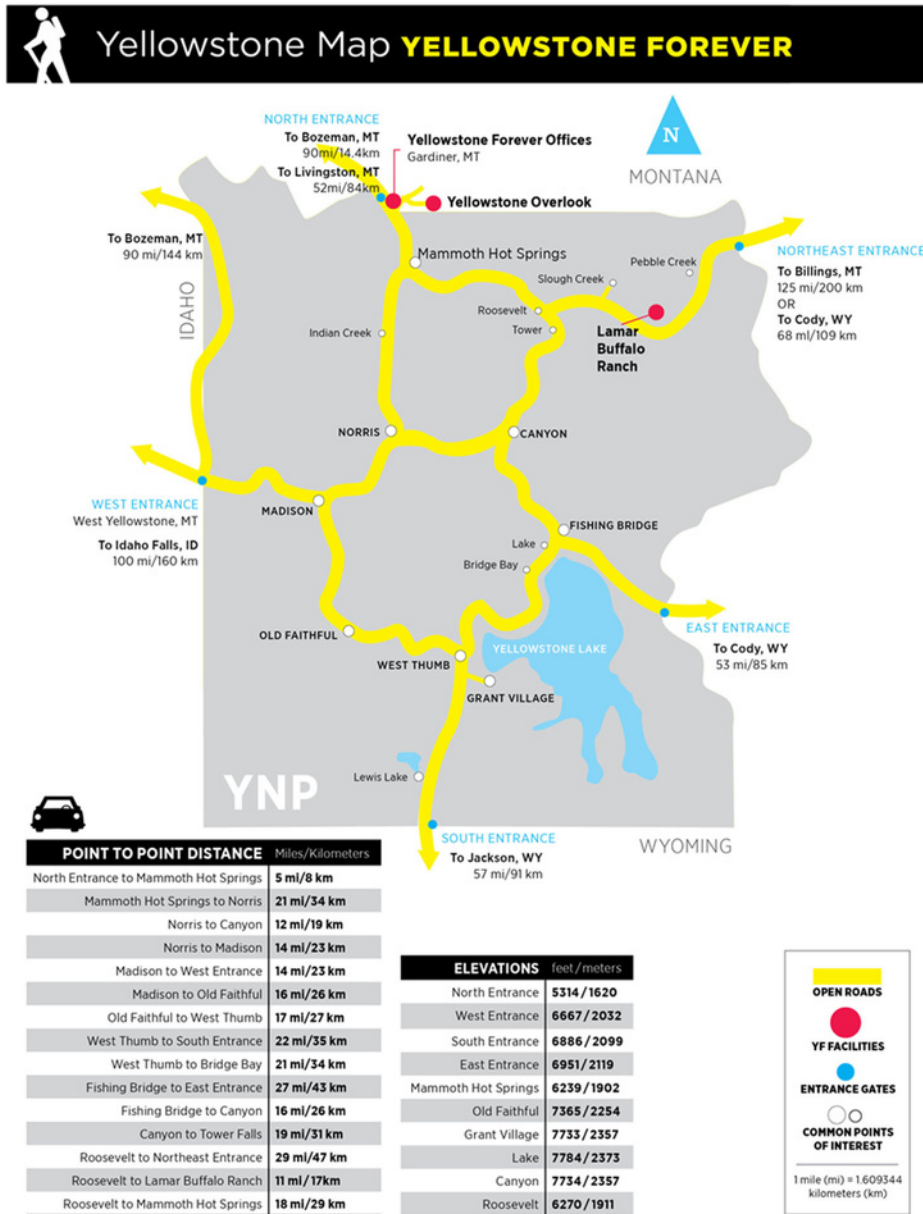 Yellowstone Map YELLOWSTONE FOREVER
NORTH ENTRANCE
To Bozeman, MT
90mi/14.4km
To Livingston, MT
52mi/84km
Yellowstone Forever Offices
Gardiner, MT
Yellowstone Overlook
N
MONTANA
To Bozeman, MT
90 mi/144 km
IDAHO
Mammoth Hot Springs
Pebble Creek
Slough Creek
NORTHEAST ENTRANCE
To Billings, MT
125 mi/200 km
OR
To Cody, WY
68 ml/109 km
Roosevelt
Tower
Indian Creek
Lamar
Buffalo
Ranch
NORRIS
CANYON
WEST ENTRANCE
West Yellowstone, MT
To Idaho Falls, ID
100 mi/160 km
MADISON
FISHING BRIDGE
Lake
Bridge Bay
OLD FAITHFUL
WEST THUMB
YELLOWSTONE LAKE
EAST ENTRANCE
To Cody, WY
53 mi/85 km
GRANT VILLAGE
Lewis Lake
YNP
SOUTH ENTRANCE
To Jackson, WY
57 mi/91 km
WYOMING
POINT TO POINT DISTANCE Miles/Kilometers
North Entrance to Mammoth Hot Springs 5 mi/8 km
Mammoth Hot Springs to Norris 21 mi/34 km
Norris to Canyon 12 mi/19 km
Norris to Madison 14 mi/23 km
Madison to West Entrance 14 mi/23 km
Madison to Old Faithful 16 mi/26 km
Old Faithful to West Thumb 17 mi/27 km
West Thumb to South Entrance 22 mi/35 km
West Thumb to Bridge Bay 21 mi/34 km
Fishing Bridge to East Entrance 27 mi/43 km
Fishing Bridge to Canyon 16 mi/26 km
Canyon to Tower Falls 19 mi/31 km
Roosevelt to Northeast Entrance 29 mi/47 km
Roosevelt to Lamar Buffalo Ranch 11 mi/17km
Roosevelt to Mammoth Hot Springs 18 mi/29 km
ELEVATIONS feet/meters
North Entrance 5314/1620
West Entrance 6667/2032
South Entrance 6886/2099
East Entrance 6951/2119
Mammoth Hot Springs 6239/1902
Old Faithful 7365/2254
Grant Village 7733/2357
Lake 7784/2373
Canyon 7734/2357
Roosevelt 6270/1911
OPEN ROADS
YF FACILITIES
ENTRANCE GATES
COMMON POINTS
OF INTEREST
1 mile (mi) = 1.609344
kilometers (km)